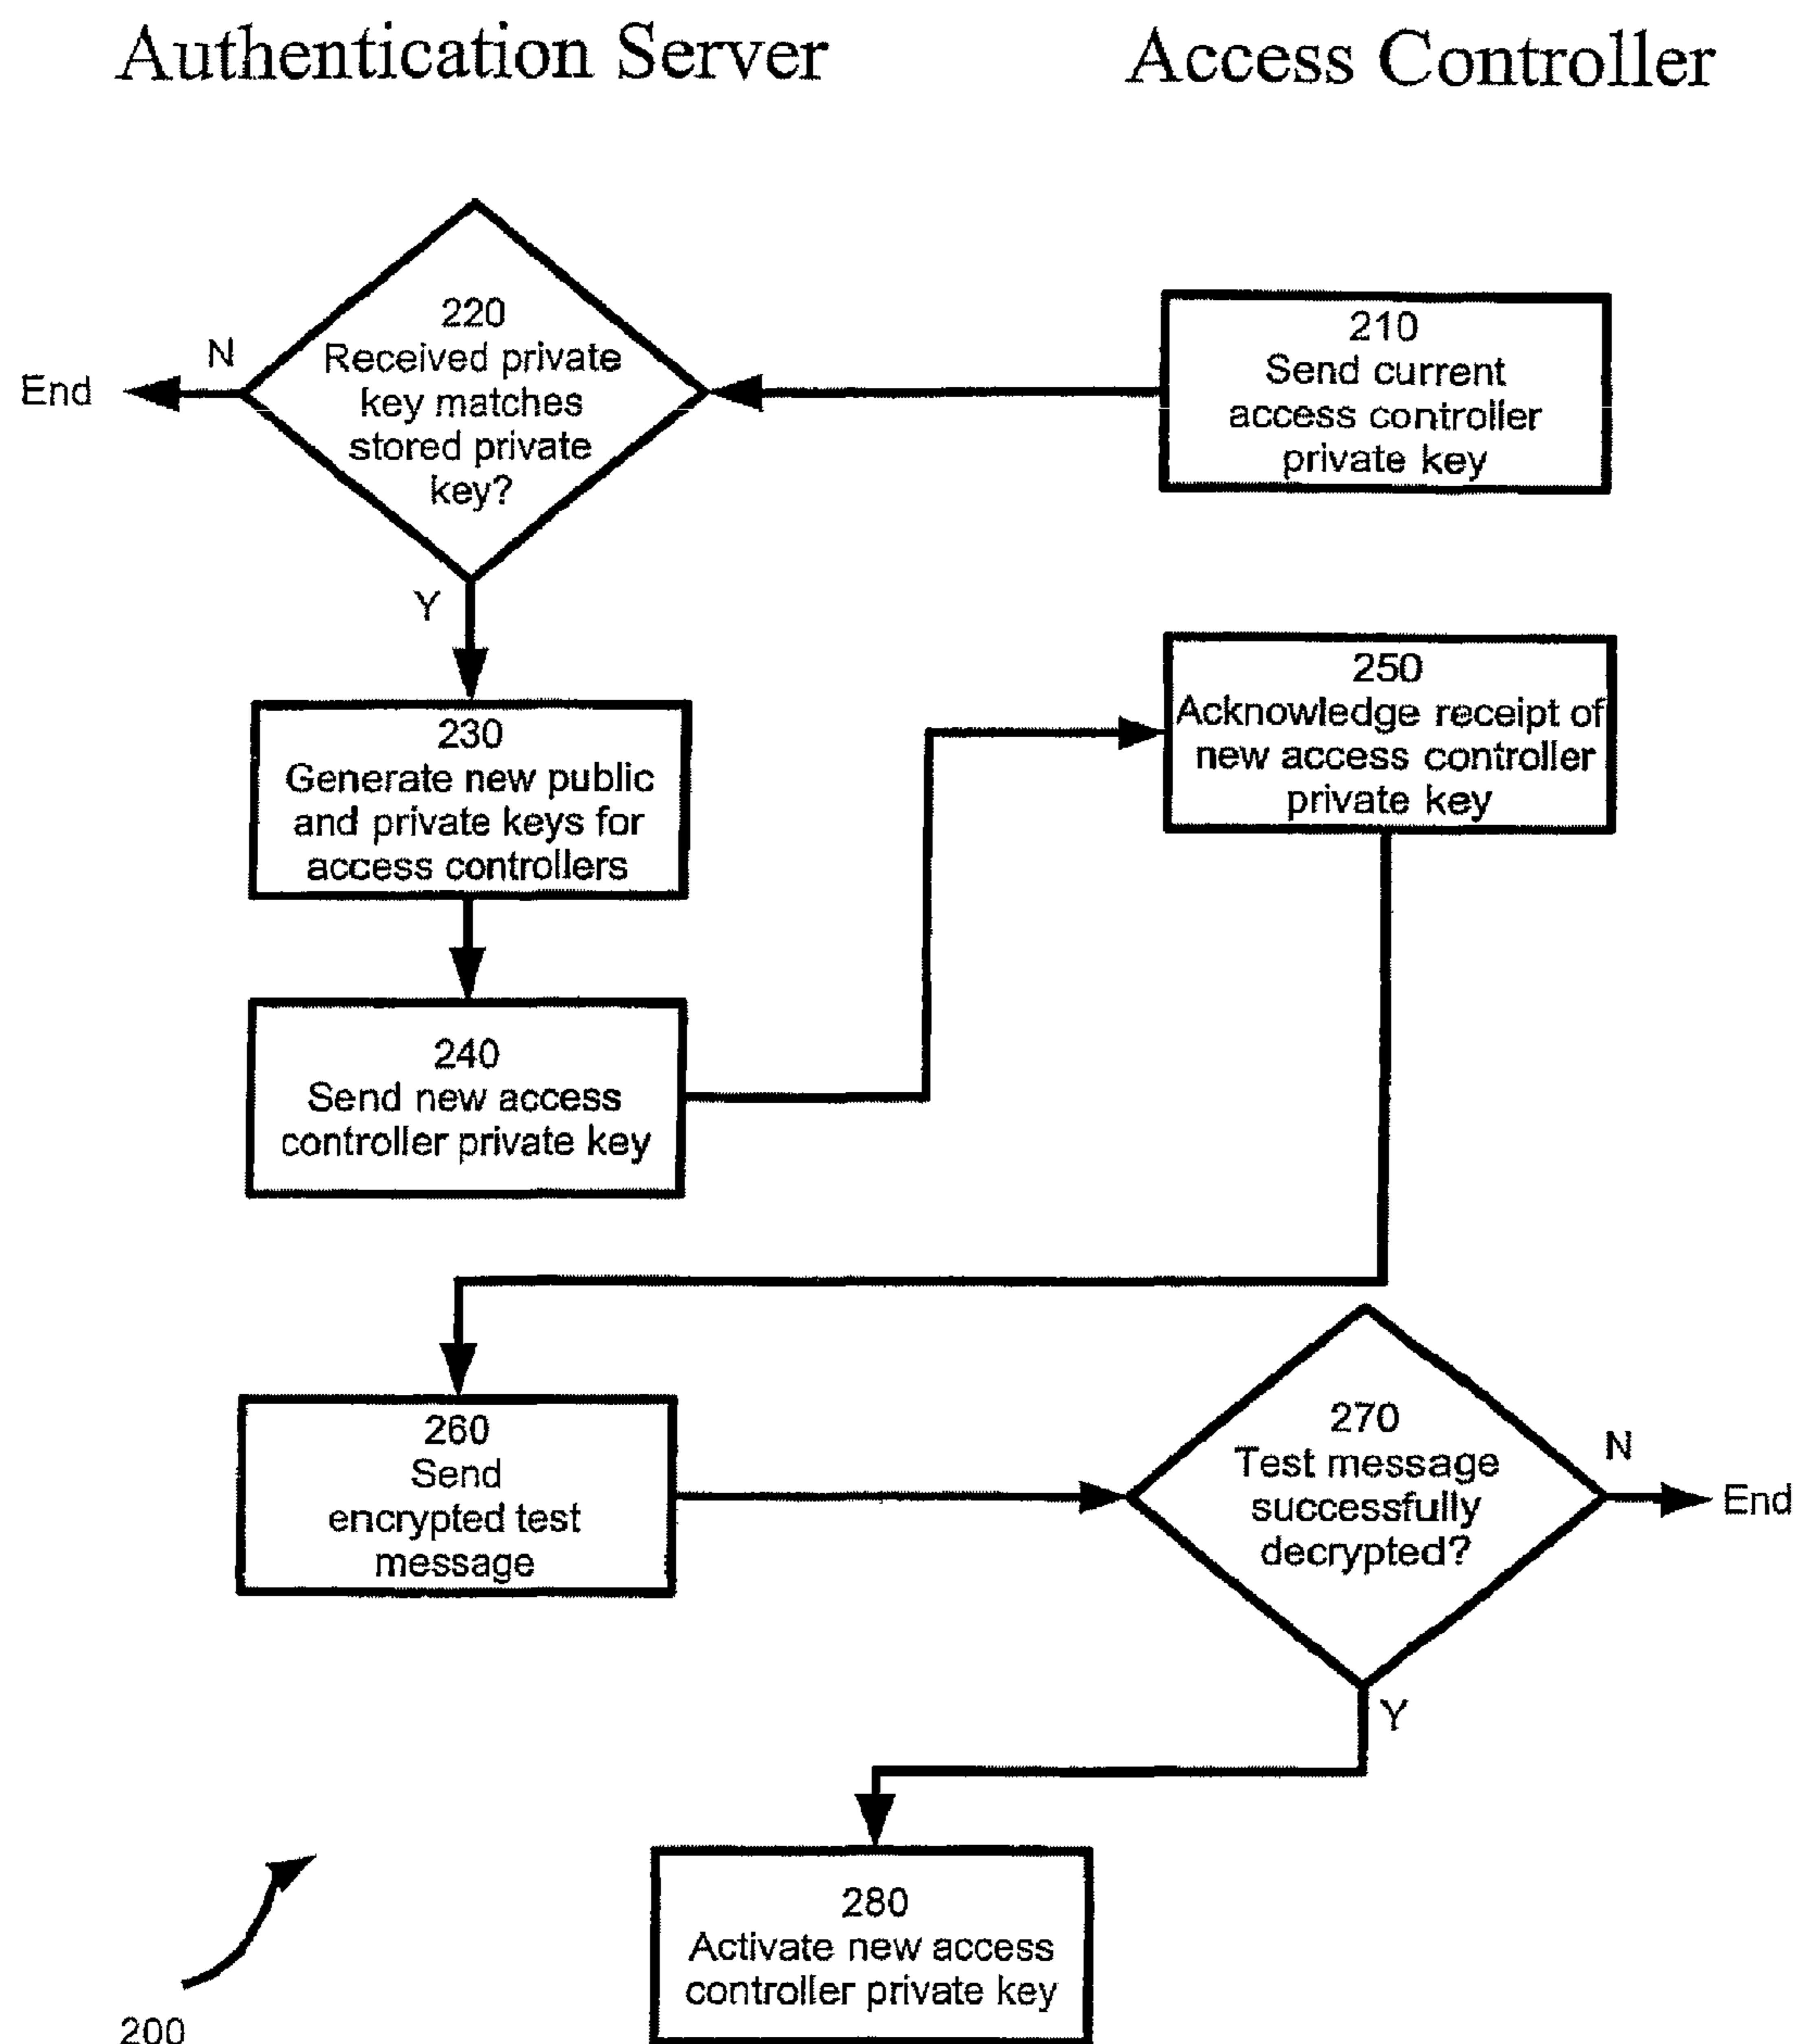 Authentication Server
Access Controller
220
Received private
key matches
stored private
key?
N
End
Y
210
Send current
access controller
private key
230
Generate new public
and private keys for
access controllers
250
Acknowledge receipt of
new access controller
private key
240
Send new access
controller private key
260
Send
encrypted test
message
270
Test message
successfully
decrypted?
N
End
Y
280
Activate new access
controller private key
200